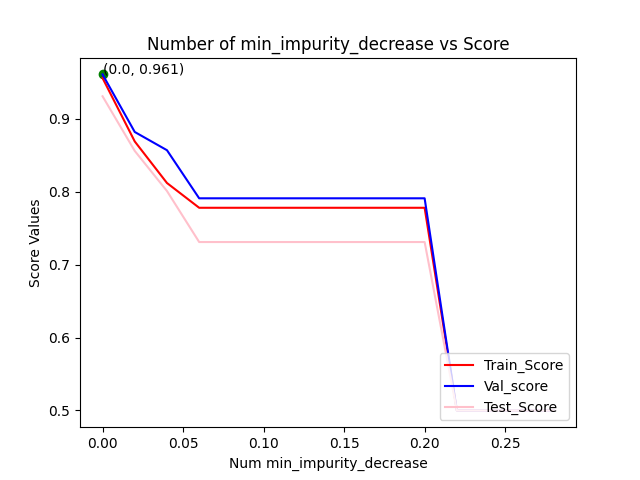 Number of min_impurity_decrease vs Score
(0.0, 0.961)
Score Values
0.9
0.8
0.7
0.6
0.5
Train_Score
Val_score
Test_Score
0.00 0.05 0.10 0.15 0.20 0.25
Num min_impurity_decrease